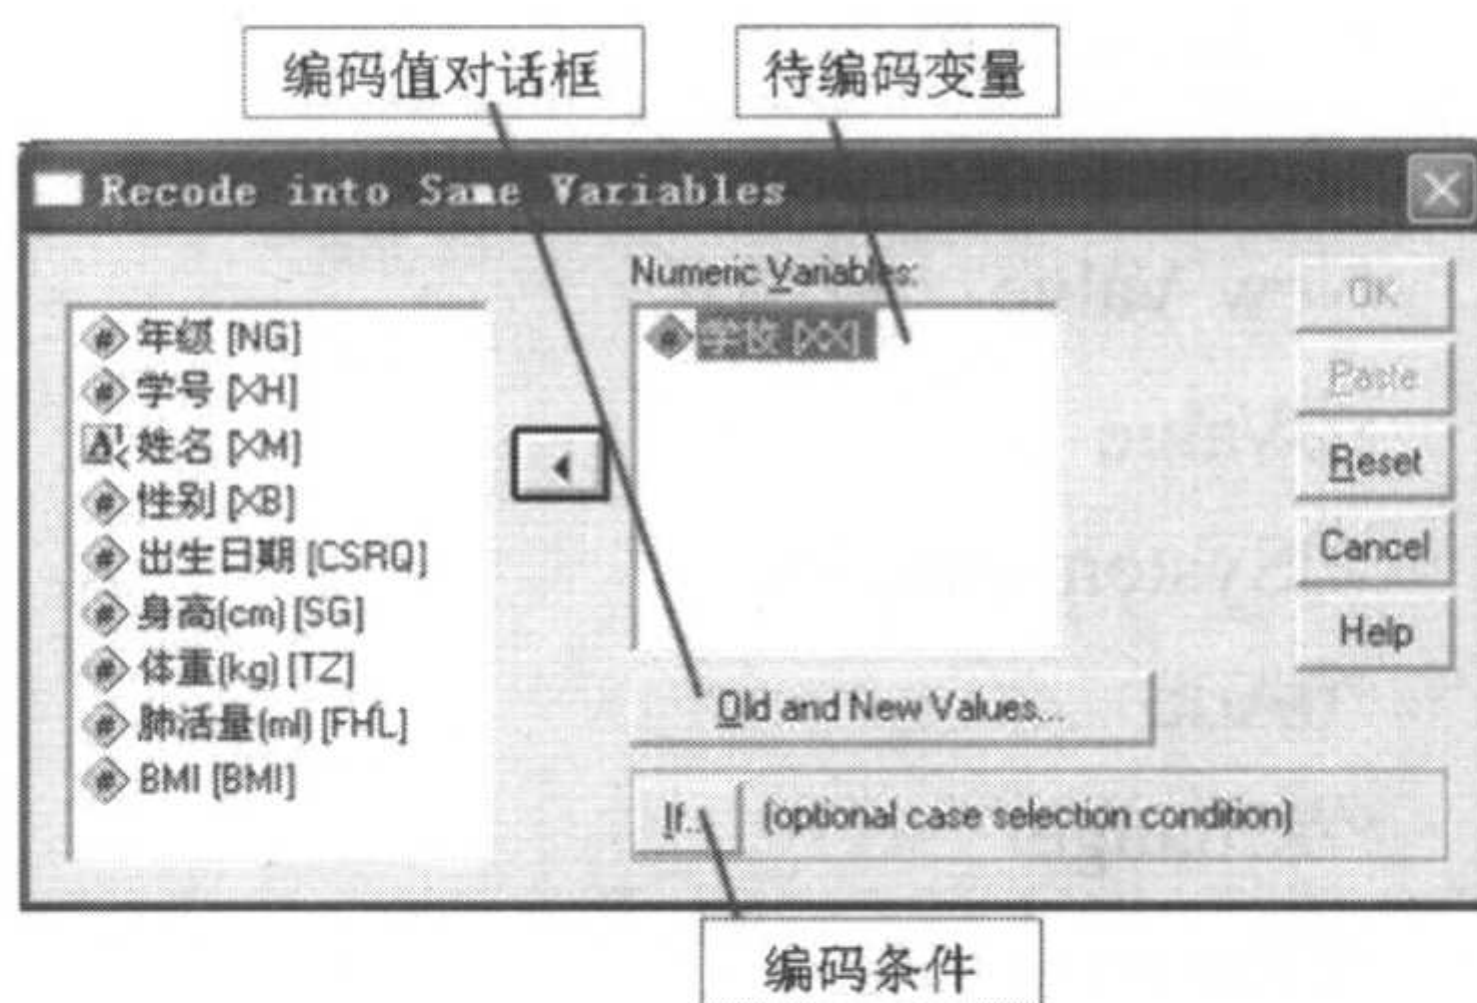 编码值对话框
待编码变量
Recode into Same Variables
Numeric Variables:
年级 [NG]
学号 [XH]
姓名 [XM]
性别 [XB]
出生日期 [CSRQ]
身高(cm) [SG]
体重(kg) [TZ]
肺活量(ml) [FHL]
BMI [BMI]
学校 [XX]
OK
Paste
Reset
Cancel
Help
Old and New Values...
If...
(optional case selection condition)
编码条件